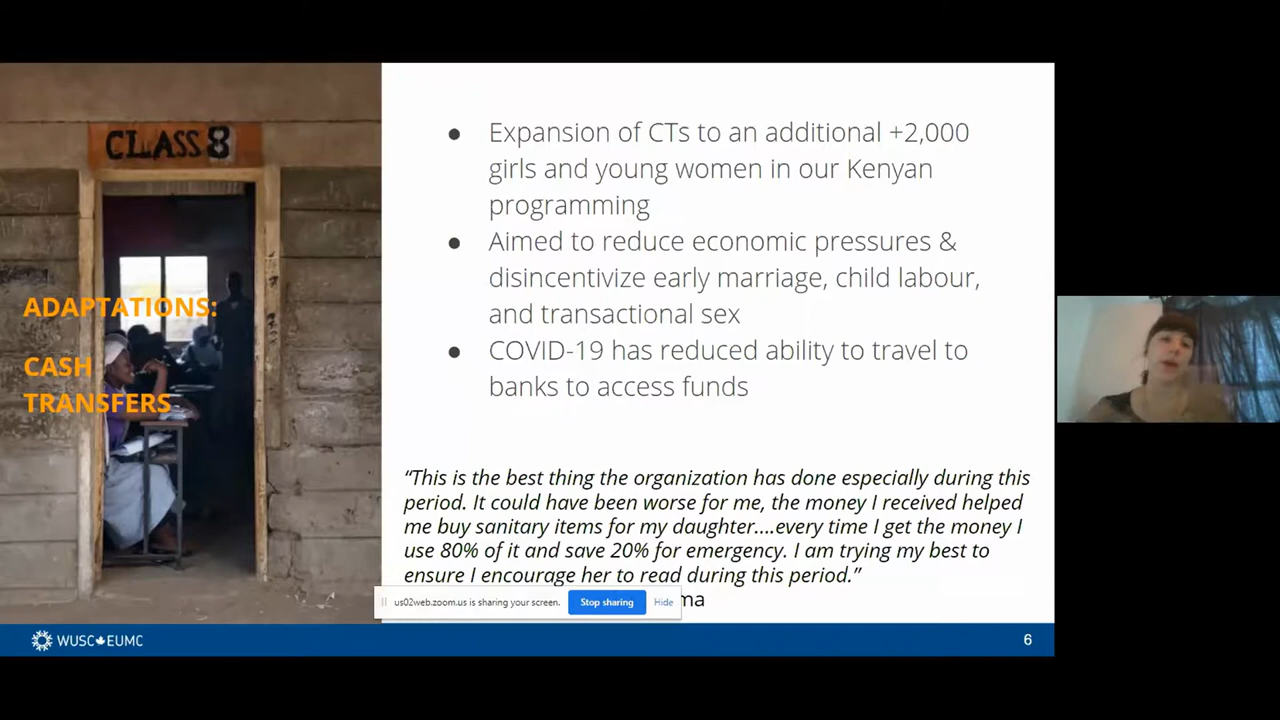 CLASS 8
ADAPTATIONS:
CASH
TRANSFERS
● Expansion of CTs to an additional +2,000
girls and young women in our Kenyan
programming
● Aimed to reduce economic pressures &
disincentivize early marriage, child labour,
and transactional sex
● COVID-19 has reduced ability to travel to
banks to access funds
“This is the best thing the organization has done especially during this
period. It could have been worse for me, the money I received helped
me buy sanitary items for my daughter....every time I get the money I
use 80% of it and save 20% for emergency. I am trying my best to
ensure I encourage her to read during this period.”
us02web.zoom.us is sharing your screen. Stop sharing Hide
WUSC EUMC
6